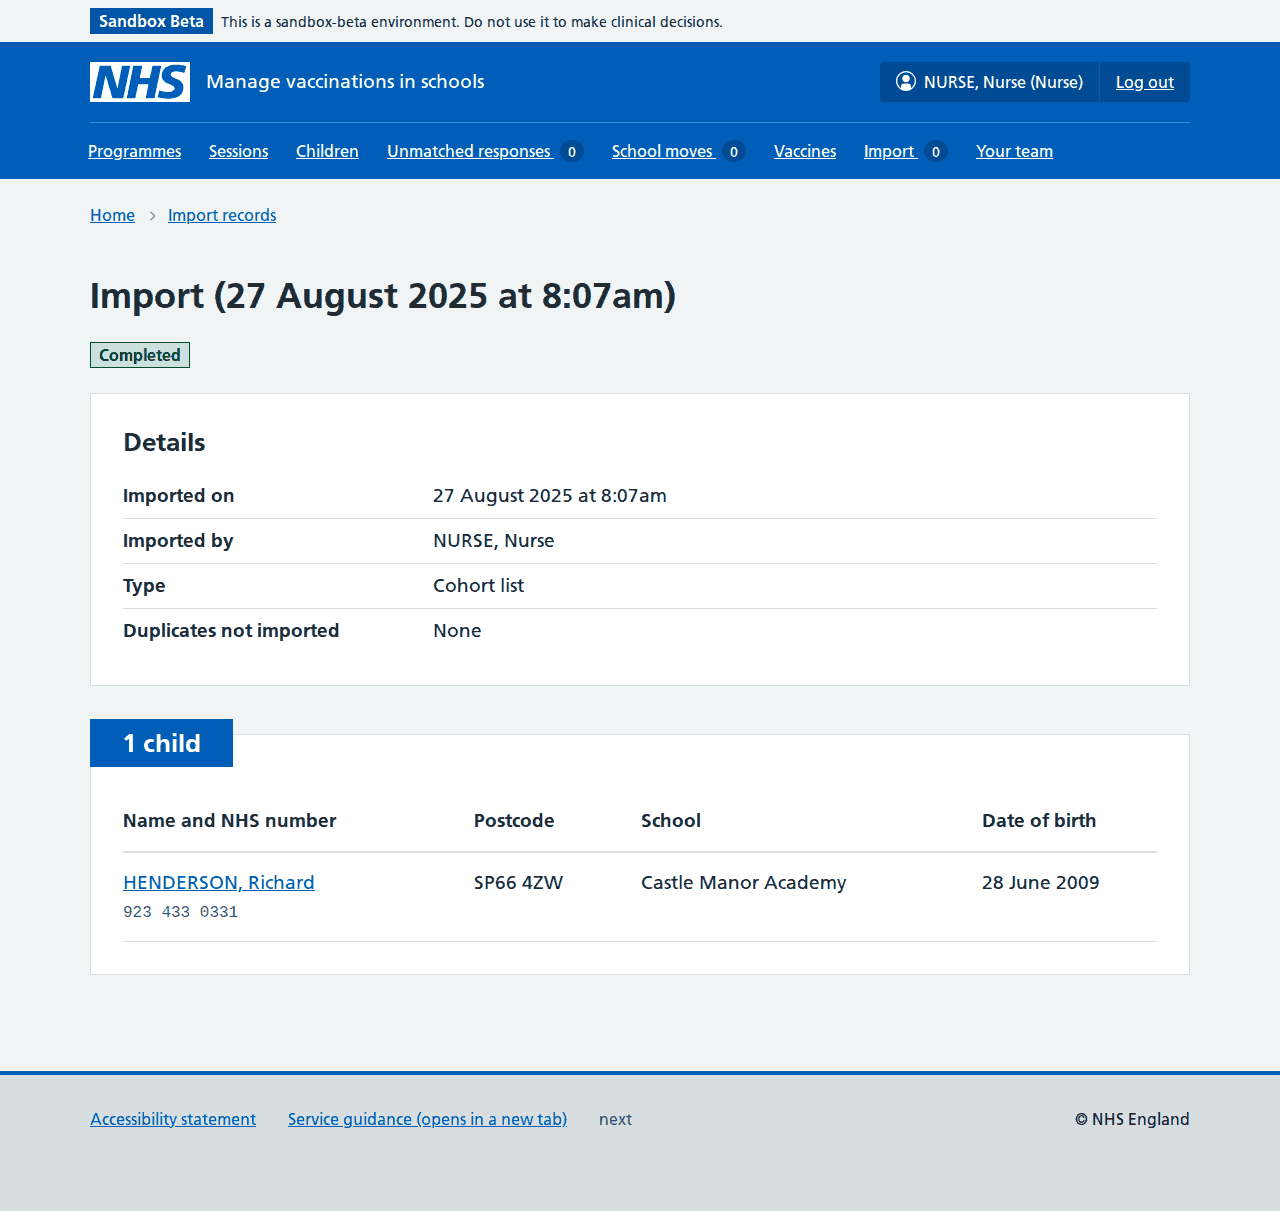 Sandbox Beta This is a sandbox-beta environment. Do not use it to make clinical decisions.
NHS Manage vaccinations in schools NURSE, Nurse (Nurse) Log out
Programmes Sessions Children Unmatched responses 0 School moves 0 Vaccines Import 0 Your team
Home Import records
Import (27 August 2025 at 8:07am)
Completed
Details
Imported on 27 August 2025 at 8:07am
Imported by NURSE, Nurse
Type Cohort list
Duplicates not imported None
1 child
Name and NHS number Postcode School Date of birth
HENDERSON, Richard SP66 4ZW Castle Manor Academy 28 June 2009
923 433 0331
Accessibility statement Service guidance (opens in a new tab) next © NHS England